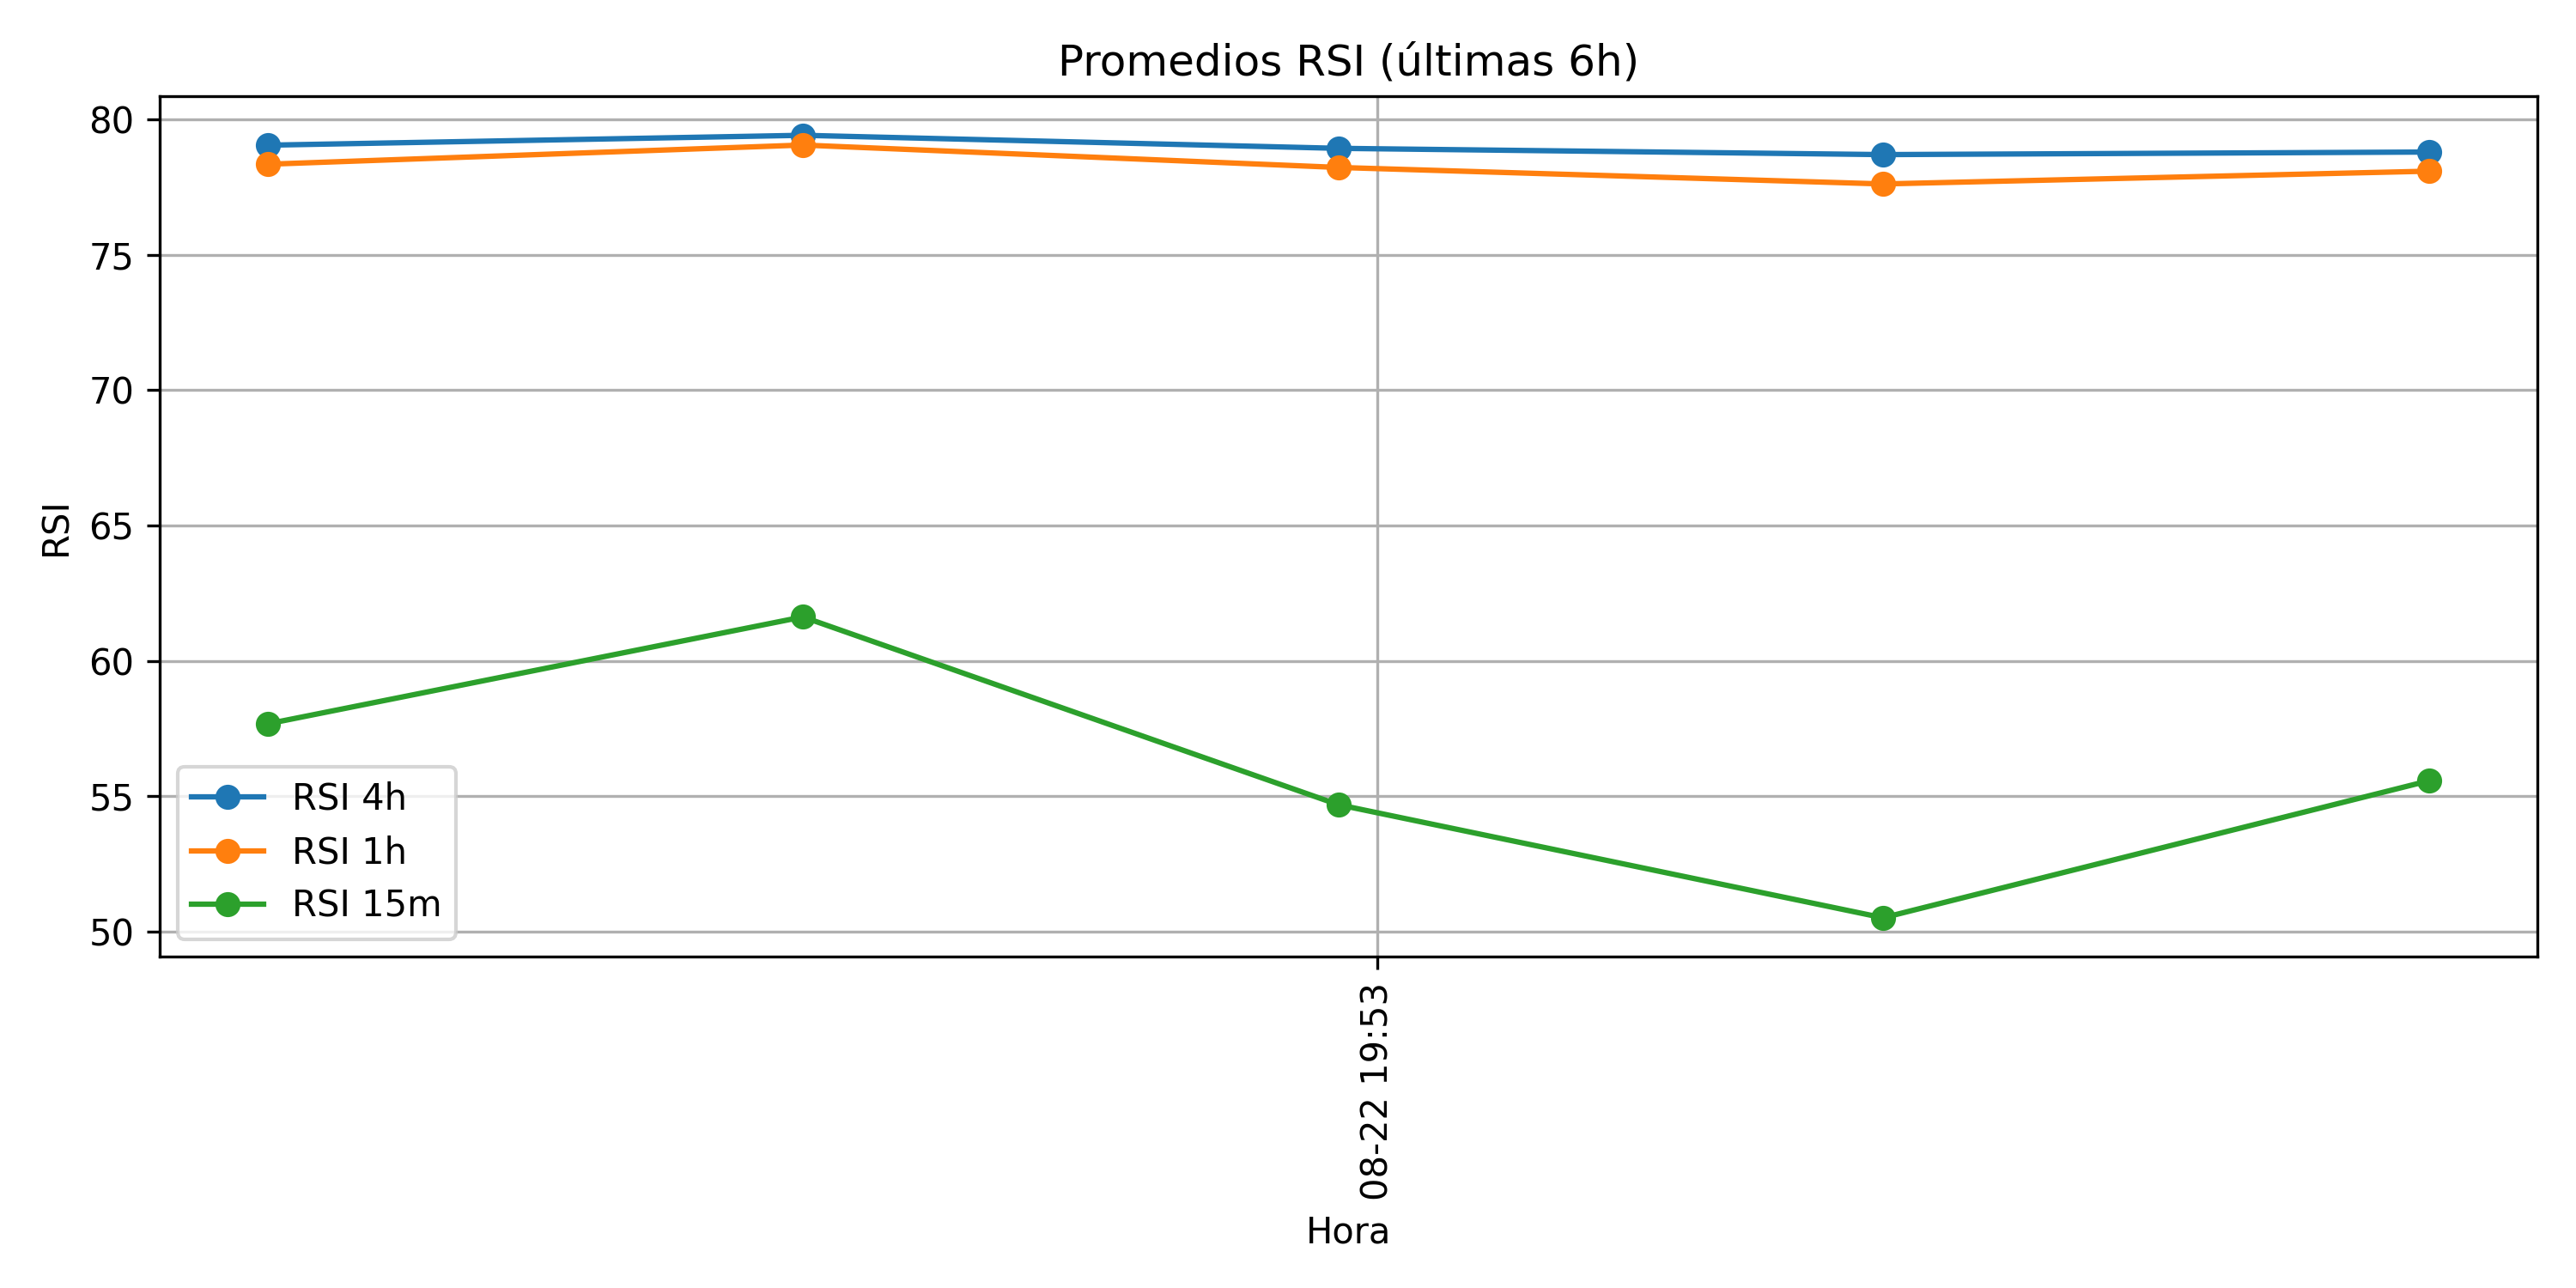 Promedios RSI (últimas 6h)
80
75
70
65
60
55
50
RSI
RSI 4h
RSI 1h
RSI 15m
08-22 19:53
Hora